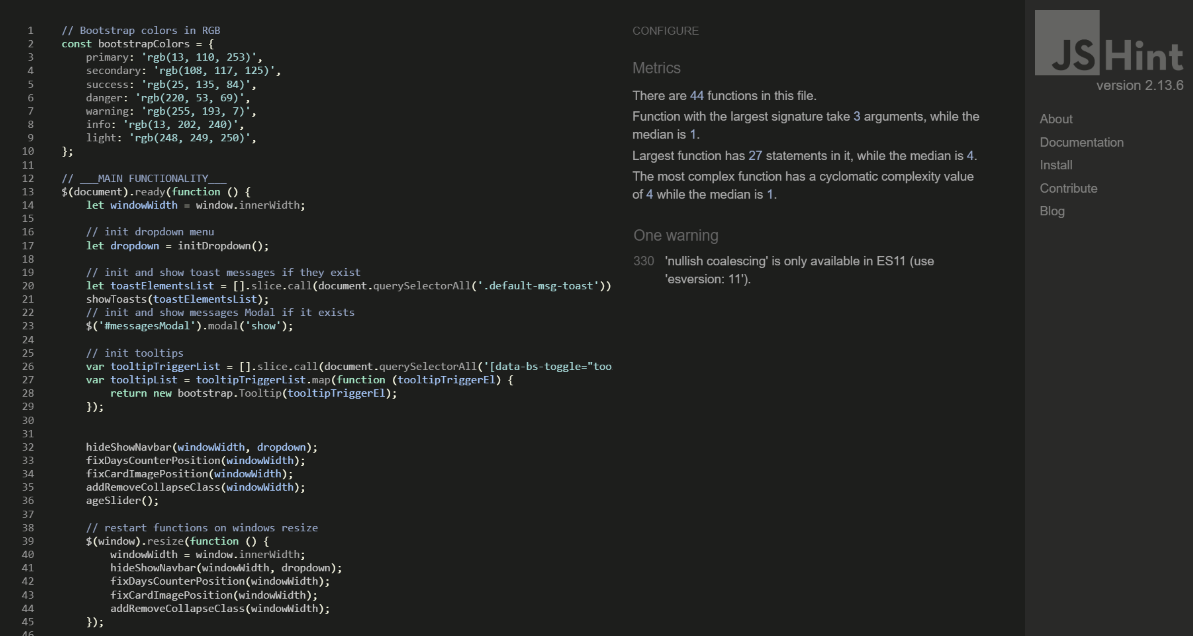 1 // Bootstrap colors in RGB
2 const bootstrapColors = {
3 primary: 'rgb(13, 110, 253)',
4 secondary: 'rgb(108, 117, 125)',
5 success: 'rgb(25, 135, 84)',
6 danger: 'rgb(220, 53, 69)',
7 warning: 'rgb(255, 193, 7)',
8 info: 'rgb(13, 202, 240)',
9 light: 'rgb(248, 249, 250)',
10 };
11
12 // ___MAIN FUNCTIONALITY___
13 $(document).ready(function () {
14 let windowWidth = window.innerWidth;
15
16 // init dropdown menu
17 let dropdown = initDropdown();
18
19 // init and show toast messages if they exist
20 let toastElementsList = [].slice.call(document.querySelectorAll('.default-msg-toast'))
21 showToasts(toastElementsList);
22 // init and show messages Modal if it exists
23 $('#messagesModal').modal('show');
24
25 // init tooltips
26 var tooltipTriggerList = [].slice.call(document.querySelectorAll('[data-bs-toggle="too
27 var tooltipList = tooltipTriggerList.map(function (tooltipTriggerEl) {
28 return new bootstrap.Tooltip(tooltipTriggerEl);
29 });
30
31
32 hideShowNavbar(windowWidth, dropdown);
33 fixDaysCounterPosition(windowWidth);
34 fixCardImagePosition(windowWidth);
35 addRemoveCollapseClass(windowWidth);
36 ageSlider();
37
38 // restart functions on windows resize
39 $(window).resize(function () {
40 windowWidth = window.innerWidth;
41 hideShowNavbar(windowWidth, dropdown);
42 fixDaysCounterPosition(windowWidth);
43 fixCardImagePosition(windowWidth);
44 addRemoveCollapseClass(windowWidth);
45 });
46
CONFIGURE
Metrics
There are 44 functions in this file.
Function with the largest signature take 3 arguments, while the
median is 1.
Largest function has 27 statements in it, while the median is 4.
The most complex function has a cyclomatic complexity value
of 4 while the median is 1.
One warning
330 'nullish coalescing' is only available in ES11 (use
'esversion: 11').
JSHint
version 2.13.6
About
Documentation
Install
Contribute
Blog